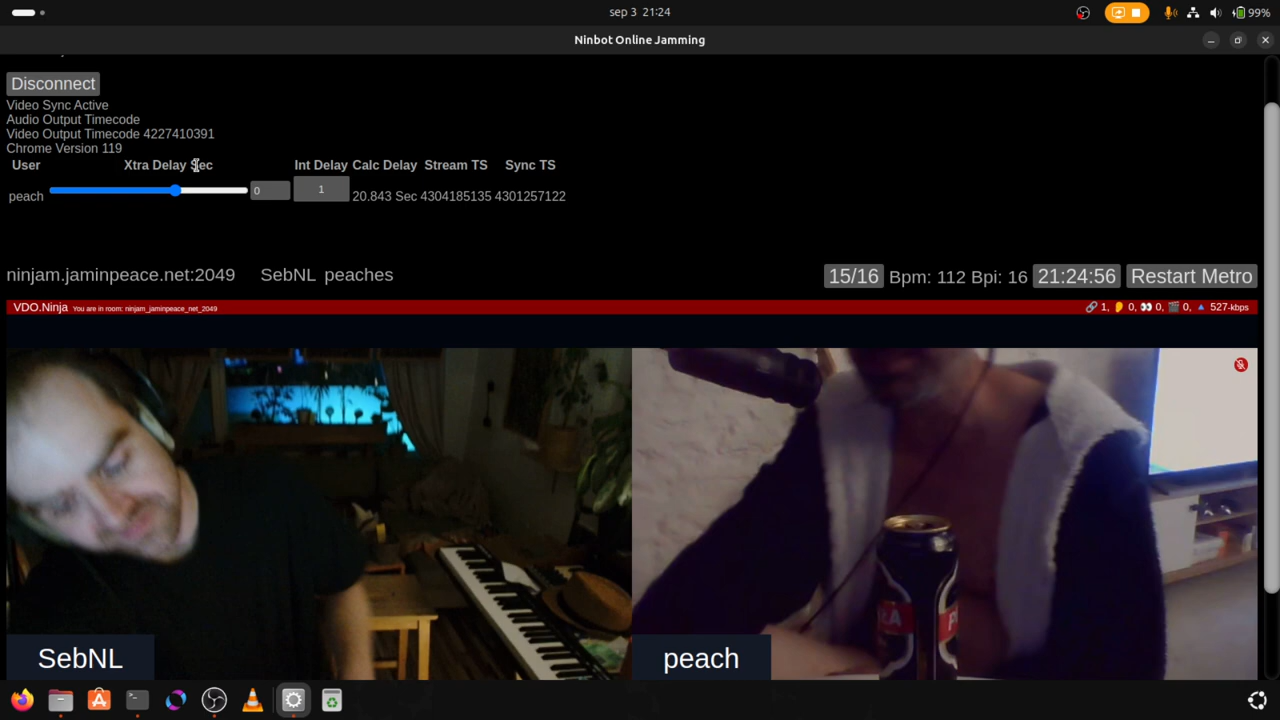 sep 3 21:24
99%
Ninbot Online Jamming
Disconnect
Video Sync Active
Audio Output Timecode
Video Output Timecode 4227410391
Chrome Version 119
User Xtra Delay Sec Int Delay Calc Delay Stream TS Sync TS
peach 0 1 20.843 Sec 4304185135 4301257122
ninjam.jaminpeace.net:2049 SebNL peaches 15/16 Bpm: 112 Bpi: 16 21:24:56 Restart Metro
VDO.Ninja You are in room: ninjam_jaminpeace_net_2049 1, 0, 0, 0, 527-kbps
SebNL peach